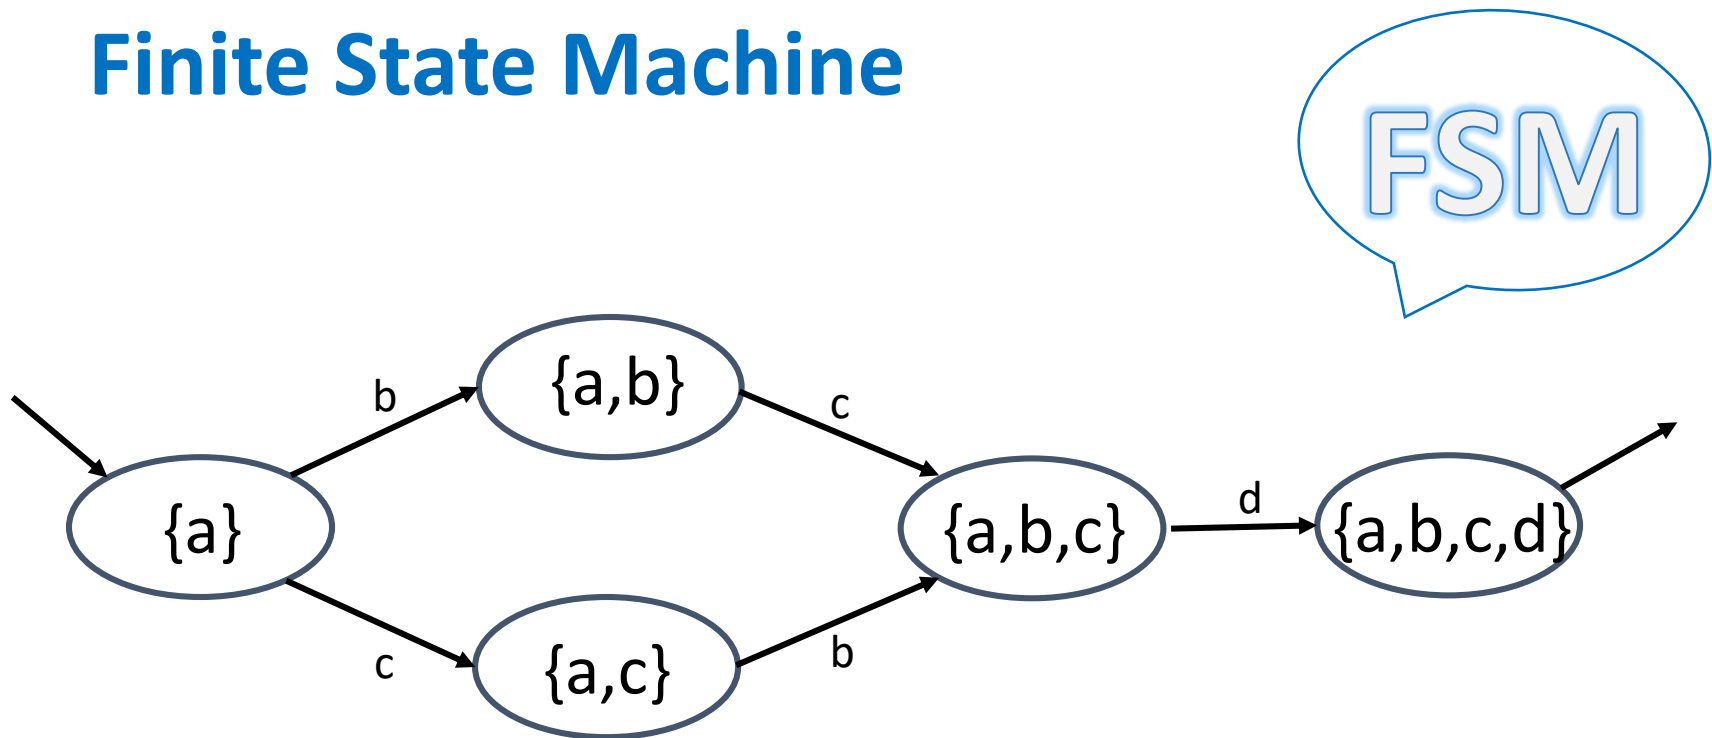 Finite State Machine
FSM
{a,b}
b
c
{a}
{a,b,c}
d
{a,b,c,d}
c
{a,c}
b